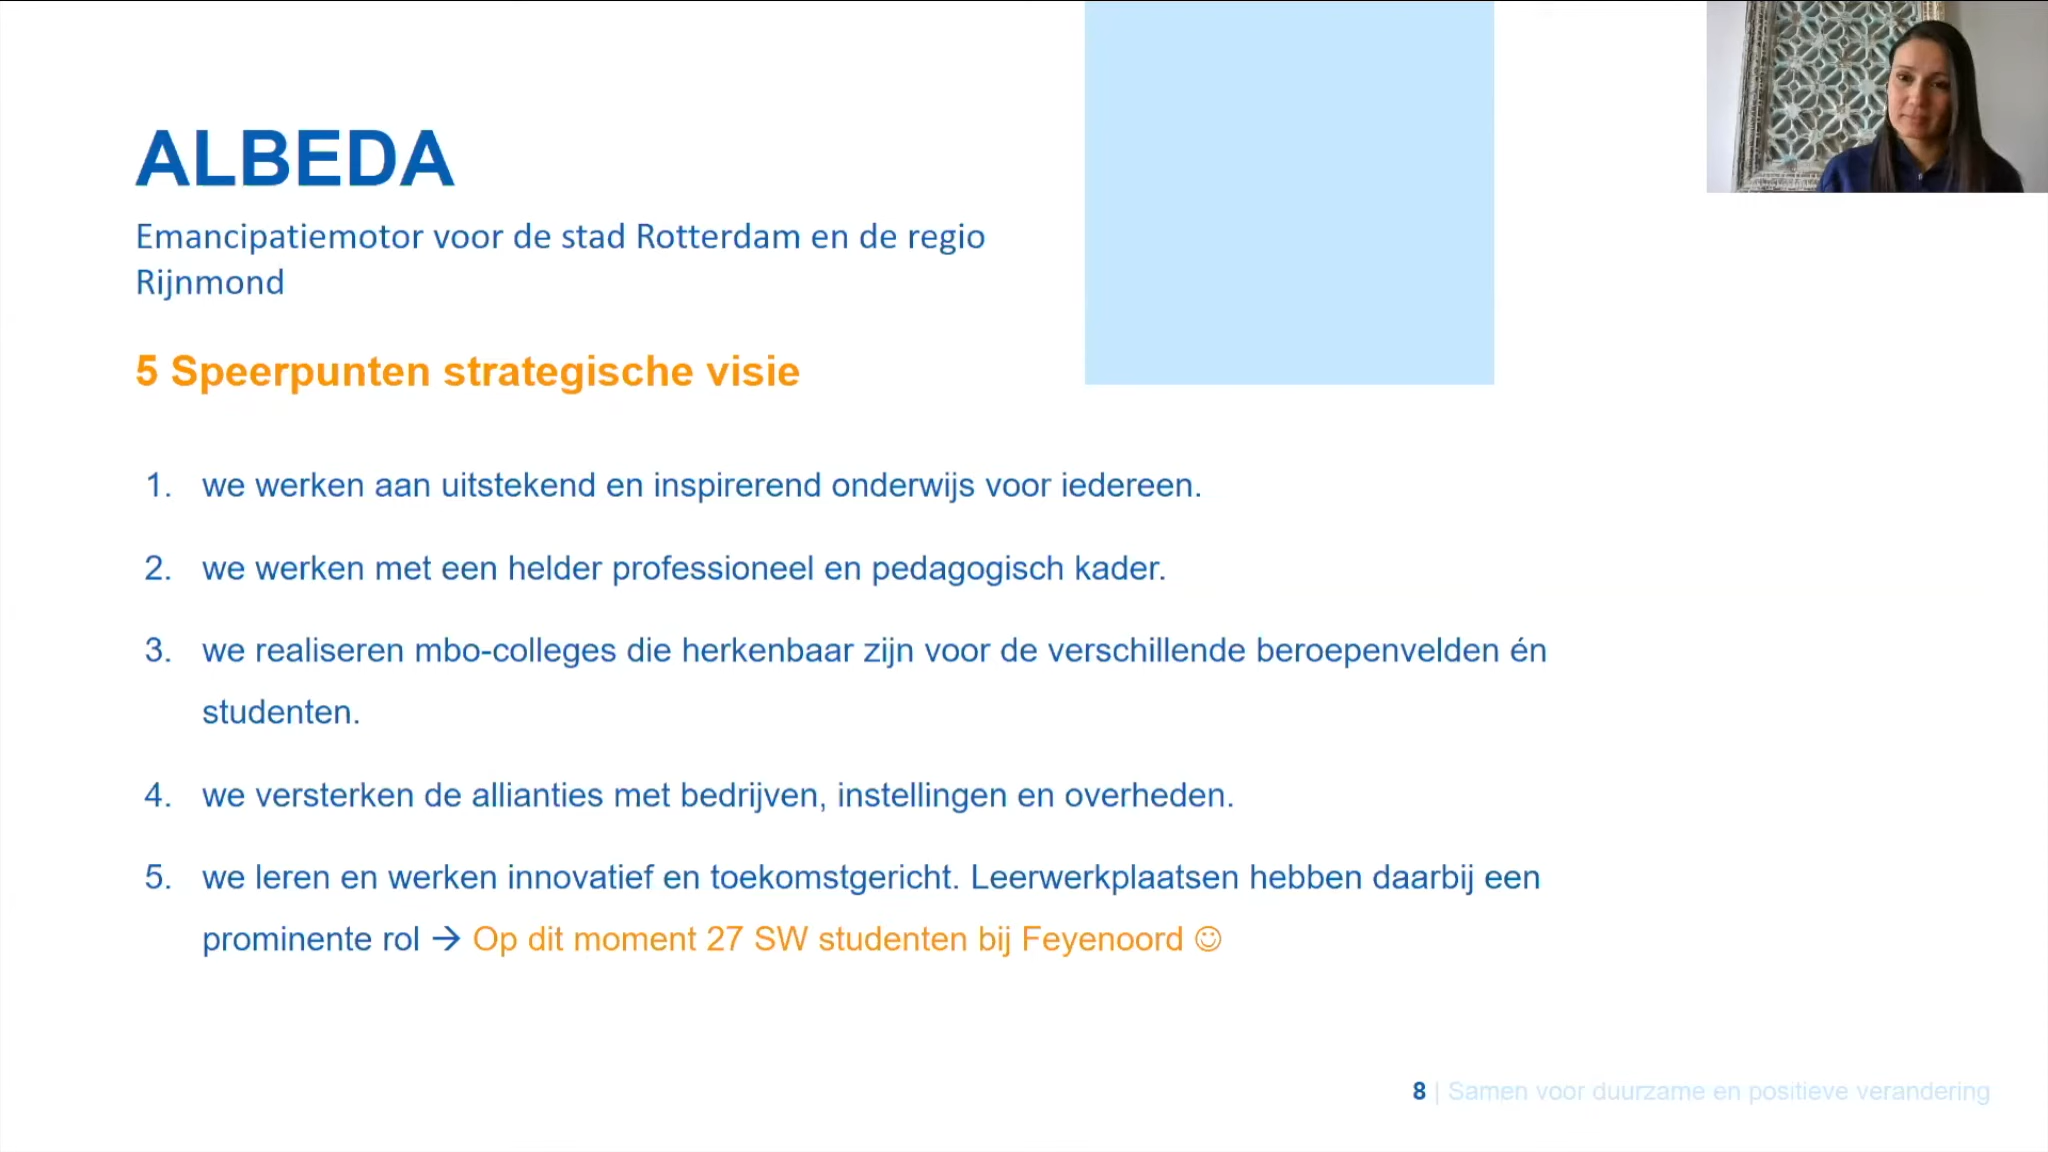 ALBEDA
Emancipatiemotor voor de stad Rotterdam en de regio
Rijnmond
5 Speerpunten strategische visie
1. we werken aan uitstekend en inspirerend onderwijs voor iedereen.
2. we werken met een helder professioneel en pedagogisch kader.
3. we realiseren mbo-colleges die herkenbaar zijn voor de verschillende beroepenvelden én
studenten.
4. we versterken de allianties met bedrijven, instellingen en overheden.
5. we leren en werken innovatief en toekomstgericht. Leerwerkplaatsen hebben daarbij een
prominente rol → Op dit moment 27 SW studenten bij Feyenoord ☺
8 | Samen voor duurzame en positieve verandering